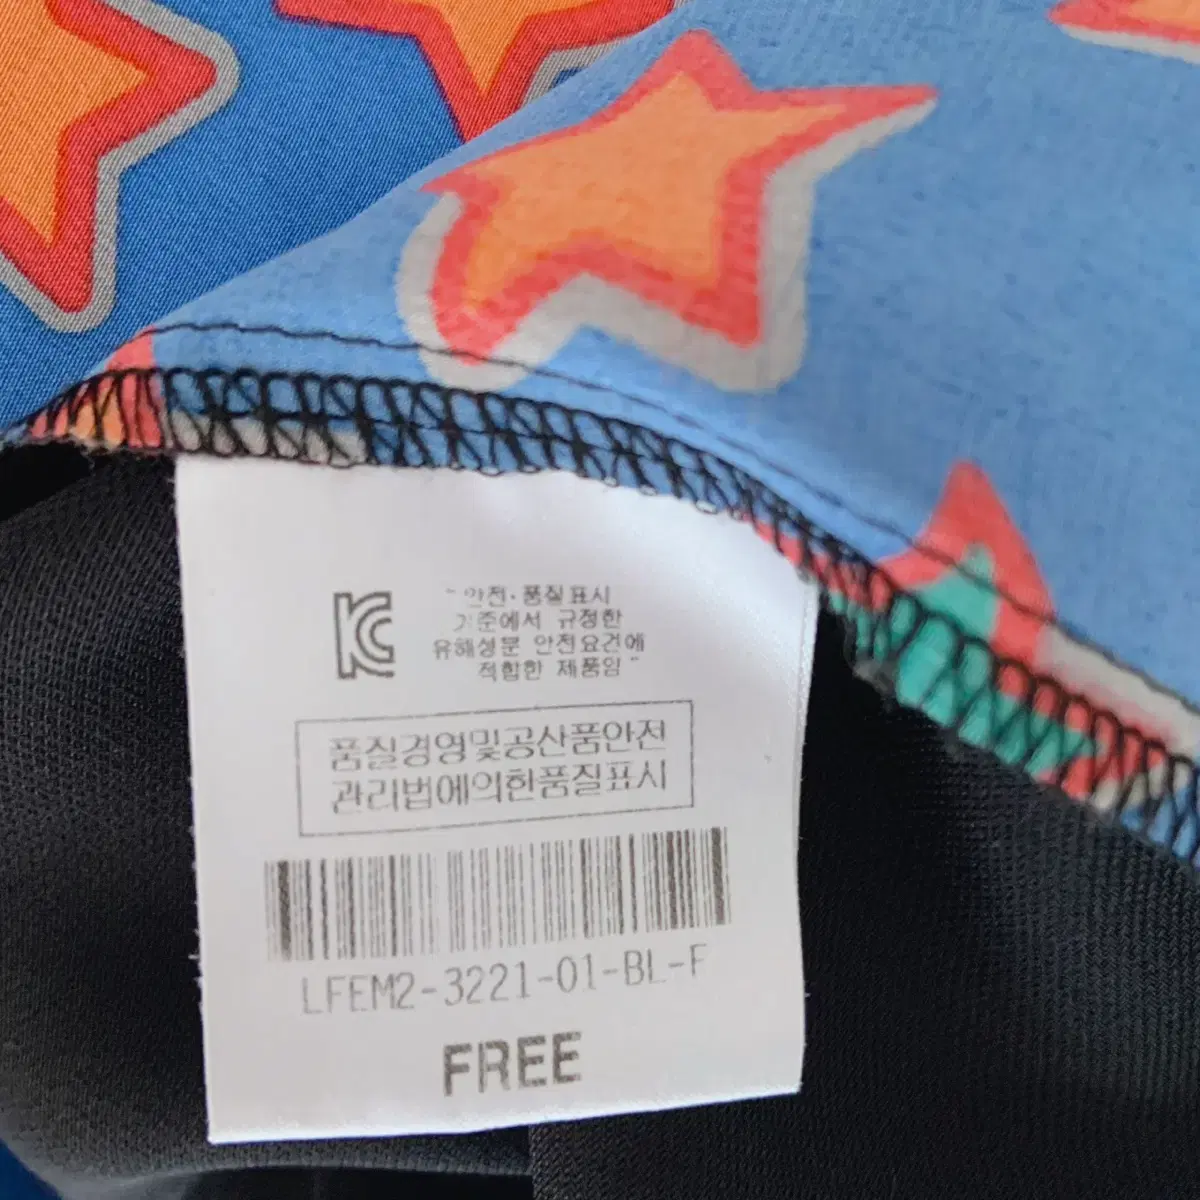 KC
"안전·품질표시
기준에서 규정한
유해성분 안전요건에
적합한 제품임"
품질경영및공산품안전
관리법에의한품질표시
LFEM2-3221-01-BL-F
FREE